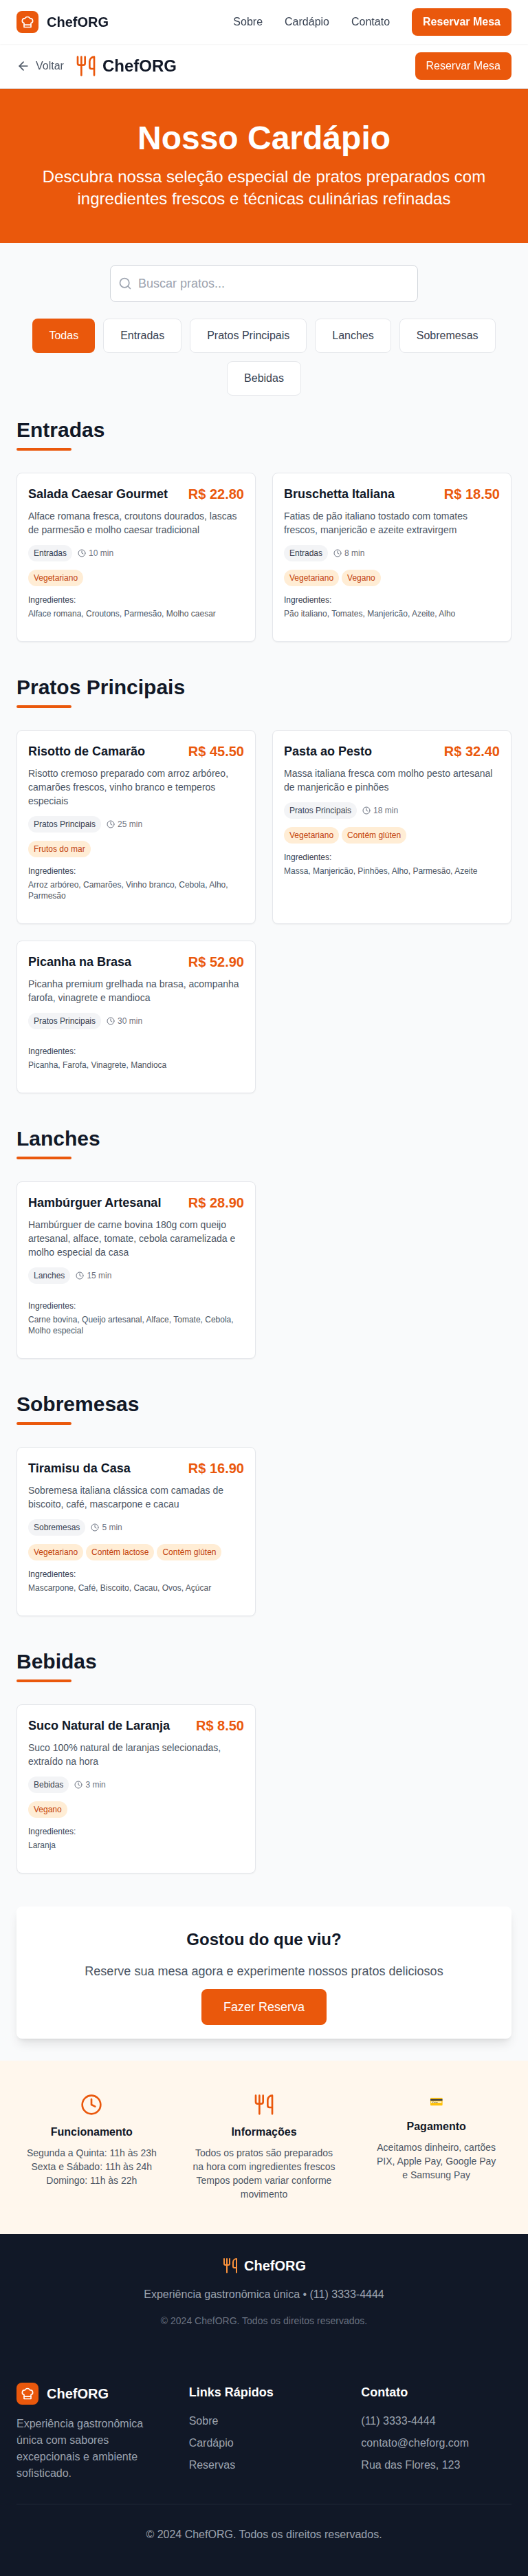 ChefORG
Sobre
Cardápio
Contato
Reservar Mesa
Voltar
ChefORG
Reservar Mesa
Nosso Cardápio
Descubra nossa seleção especial de pratos preparados com
ingredientes frescos e técnicas culinárias refinadas
Buscar pratos...
Todas
Entradas
Pratos Principais
Lanches
Sobremesas
Bebidas
Entradas
Salada Caesar Gourmet
R$ 22.80
Alface romana fresca, croutons dourados, lascas
de parmesão e molho caesar tradicional
Entradas
10 min
Vegetariano
Ingredientes:
Alface romana, Croutons, Parmesão, Molho caesar
Bruschetta Italiana
R$ 18.50
Fatias de pão italiano tostado com tomates
frescos, manjericão e azeite extravirgem
Entradas
8 min
Vegetariano
Vegano
Ingredientes:
Pão italiano, Tomates, Manjericão, Azeite, Alho
Pratos Principais
Risotto de Camarão
R$ 45.50
Risotto cremoso preparado com arroz arbóreo,
camarões frescos, vinho branco e temperos
especiais
Pratos Principais
25 min
Frutos do mar
Ingredientes:
Arroz arbóreo, Camarões, Vinho branco, Cebola, Alho,
Parmesão
Pasta ao Pesto
R$ 32.40
Massa italiana fresca com molho pesto artesanal
de manjericão e pinhões
Pratos Principais
18 min
Vegetariano
Contém glúten
Ingredientes:
Massa, Manjericão, Pinhões, Alho, Parmesão, Azeite
Picanha na Brasa
R$ 52.90
Picanha premium grelhada na brasa, acompanha
farofa, vinagrete e mandioca
Pratos Principais
30 min
Ingredientes:
Picanha, Farofa, Vinagrete, Mandioca
Lanches
Hambúrguer Artesanal
R$ 28.90
Hambúrguer de carne bovina 180g com queijo
artesanal, alface, tomate, cebola caramelizada e
molho especial da casa
Lanches
15 min
Ingredientes:
Carne bovina, Queijo artesanal, Alface, Tomate, Cebola,
Molho especial
Sobremesas
Tiramisu da Casa
R$ 16.90
Sobremesa italiana clássica com camadas de
biscoito, café, mascarpone e cacau
Sobremesas
5 min
Vegetariano
Contém lactose
Contém glúten
Ingredientes:
Mascarpone, Café, Biscoito, Cacau, Ovos, Açúcar
Bebidas
Suco Natural de Laranja
R$ 8.50
Suco 100% natural de laranjas selecionadas,
extraído na hora
Bebidas
3 min
Vegano
Ingredientes:
Laranja
Gostou do que viu?
Reserve sua mesa agora e experimente nossos pratos deliciosos
Fazer Reserva
Funcionamento
Segunda a Quinta: 11h às 23h
Sexta e Sábado: 11h às 24h
Domingo: 11h às 22h
Informações
Todos os pratos são preparados
na hora com ingredientes frescos
Tempos podem variar conforme
movimento
Pagamento
Aceitamos dinheiro, cartões
PIX, Apple Pay, Google Pay
e Samsung Pay
ChefORG
Experiência gastronômica única • (11) 3333-4444
© 2024 ChefORG. Todos os direitos reservados.
ChefORG
Experiência gastronômica
única com sabores
excepcionais e ambiente
sofisticado.
Links Rápidos
Sobre
Cardápio
Reservas
Contato
(11) 3333-4444
contato@cheforg.com
Rua das Flores, 123
© 2024 ChefORG. Todos os direitos reservados.